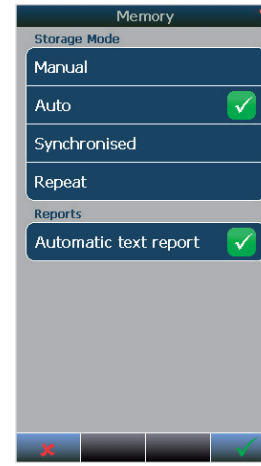 Memory
Storage Mode
Manual
Auto
Synchronised
Repeat
Reports
Automatic text report